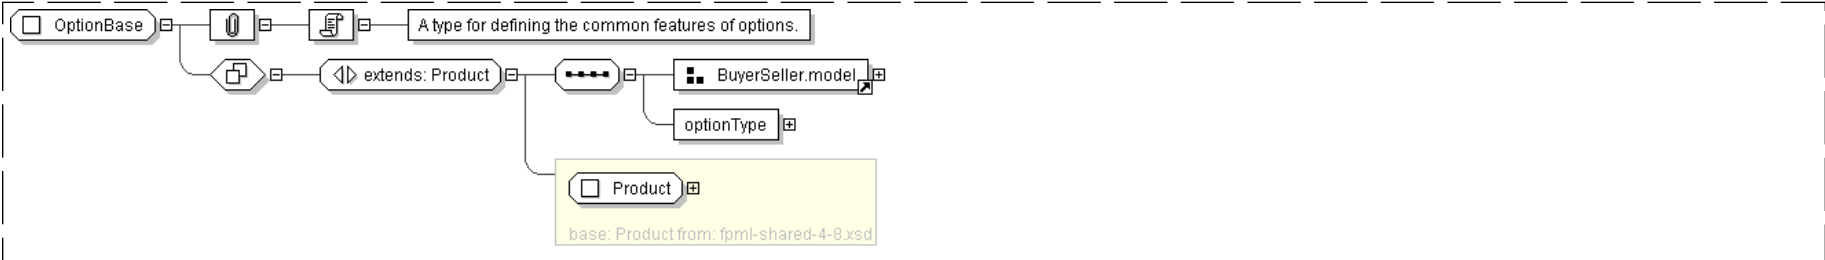 OptionBase
A type for defining the common features of options.
extends: Product
BuyerSeller.model
optionType
Product
base: Product from: fpml-shared-4-8.xsd